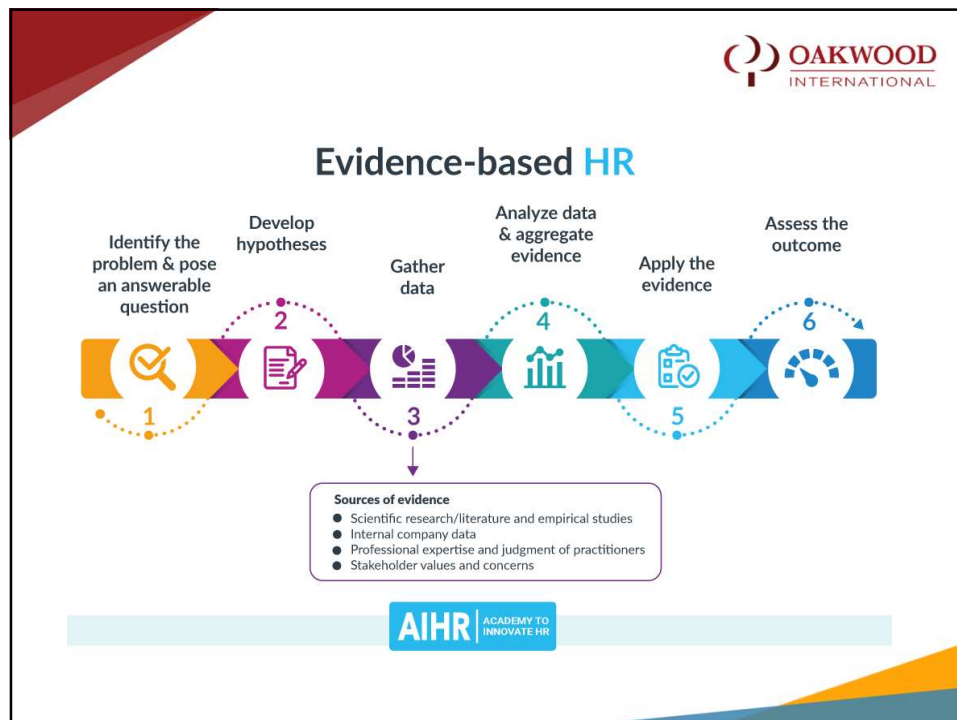 OAKWOOD
INTERNATIONAL
Evidence-based HR
Identify the
problem & pose
an answerable
question
1
Develop
hypotheses
2
Gather
data
3
Analyze data
& aggregate
evidence
4
Apply the
evidence
5
Assess the
outcome
6
Sources of evidence
Scientific research/literature and empirical studies
Internal company data
Professional expertise and judgment of practitioners
Stakeholder values and concerns
AIHR
ACADEMY TO
INNOVATE HR